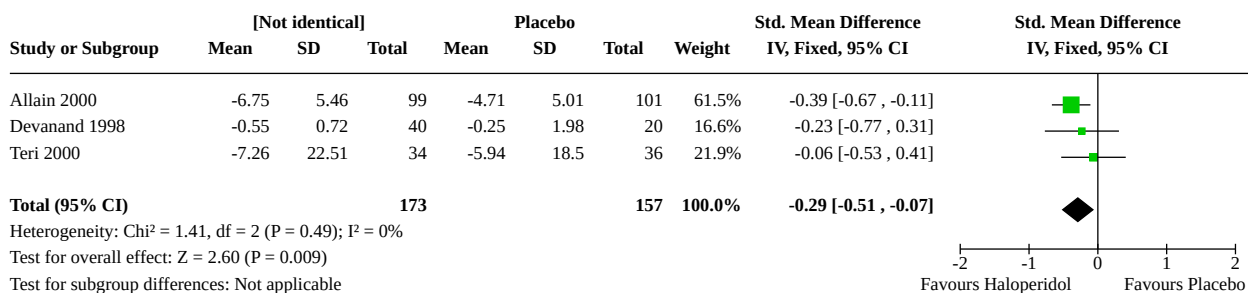 [Not identical] Placebo Std. Mean Difference Std. Mean Difference
Study or Subgroup Mean SD Total Mean SD Total Weight IV, Fixed, 95% CI IV, Fixed, 95% CI
Allain 2000 -6.75 5.46 99 -4.71 5.01 101 61.5% -0.39 [-0.67 , -0.11]
Devanand 1998 -0.55 0.72 40 -0.25 1.98 20 16.6% -0.23 [-0.77 , 0.31]
Teri 2000 -7.26 22.51 34 -5.94 18.5 36 21.9% -0.06 [-0.53 , 0.41]
Total (95% CI) 173 157 100.0% -0.29 [-0.51 , -0.07]
Heterogeneity: Chi² = 1.41, df = 2 (P = 0.49); I² = 0%
Test for overall effect: Z = 2.60 (P = 0.009)
-2 -1 0 1 2
Test for subgroup differences: Not applicable Favours Haloperidol Favours Placebo